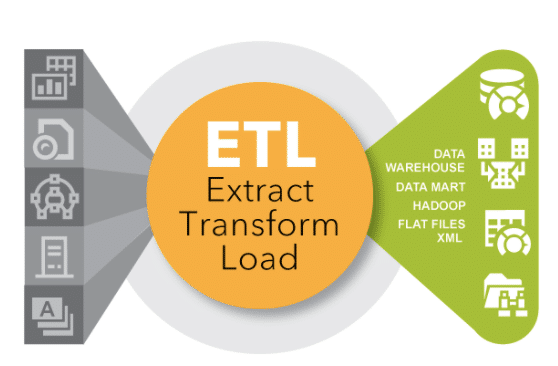 A
ETL
Extract
Transform
Load
DATA
WAREHOUSE
DATA MART
HADOOP
FLAT FILES
XML